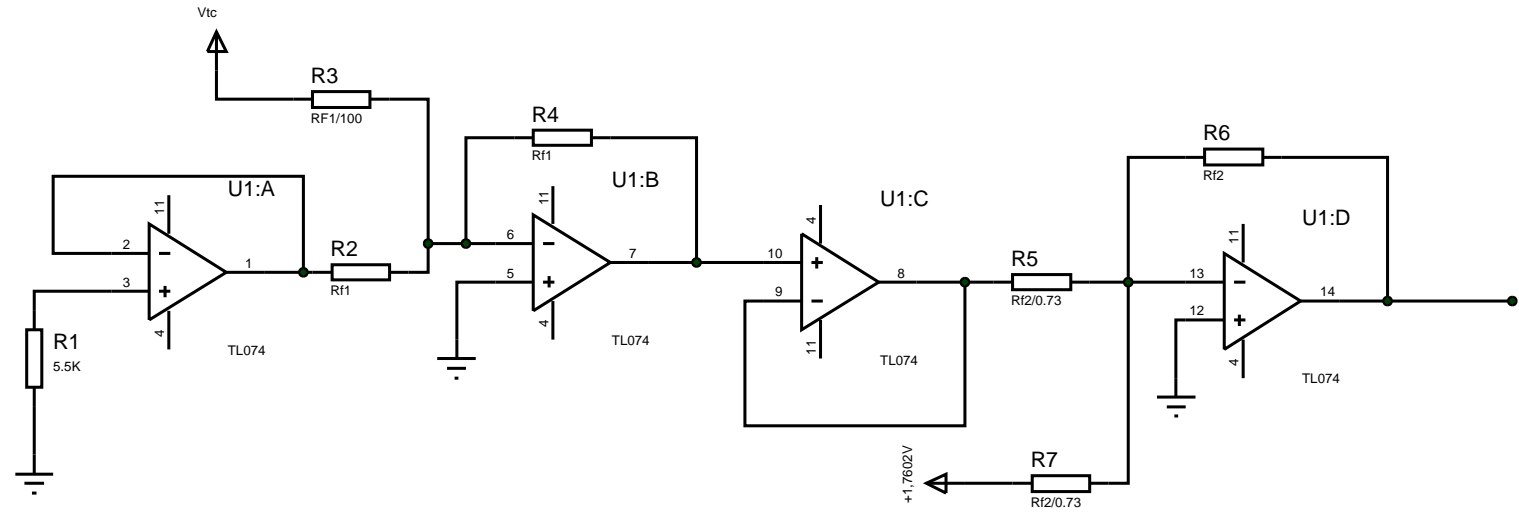 Vtc
R3
RF1/100
R4
Rf1
R6
Rf2
U1:A
11
2
1
3
4
TL074
R1
5.5K
R2
Rf1
U1:B
11
6
7
5
4
TL074
U1:C
4
10
8
9
11
TL074
R5
Rf2/0.73
U1:D
11
13
14
12
4
TL074
+1,7602V
R7
Rf2/0.73